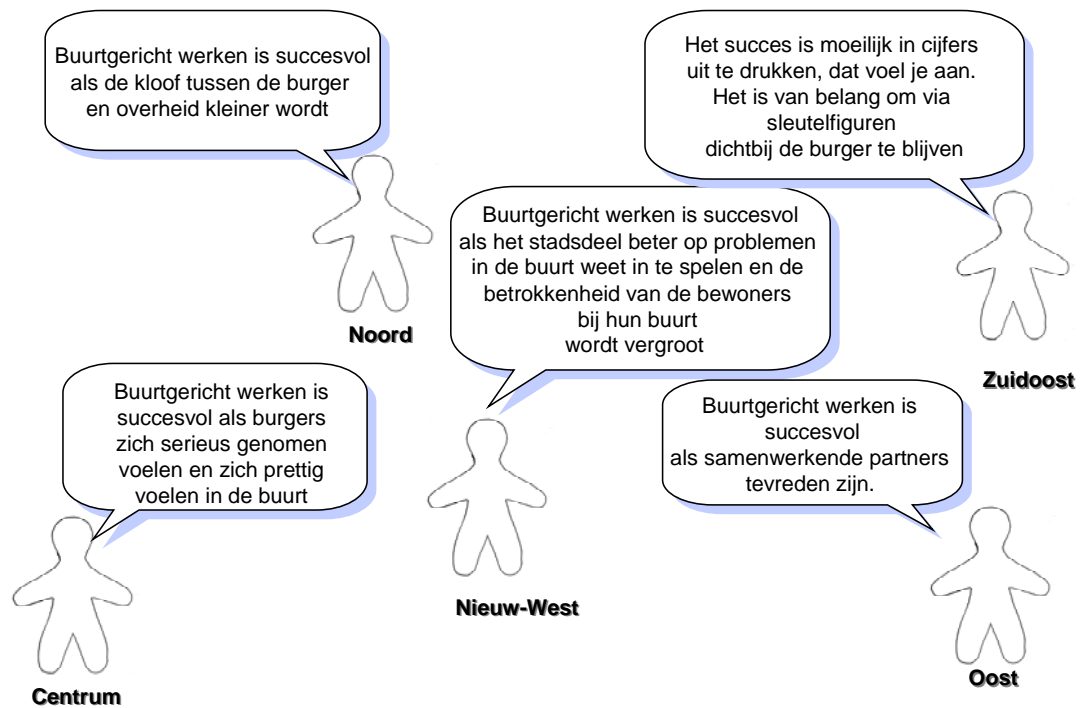 Buurtgericht werken is succesvol
als de kloof tussen de burger
en overheid kleiner wordt
Noord
Het succes is moeilijk in cijfers
uit te drukken, dat voel je aan.
Het is van belang om via
sleutelfiguren
dichtbij de burger te blijven
Zuidoost
Buurtgericht werken is succesvol
als het stadsdeel beter op problemen
in de buurt weet in te spelen en de
betrokkenheid van de bewoners
bij hun buurt
wordt vergroot
Nieuw-West
Buurtgericht werken is
succesvol als burgers
zich serieus genomen
voelen en zich prettig
voelen in de buurt
Centrum
Buurtgericht werken is
succesvol
als samenwerkende partners
tevreden zijn.
Oost